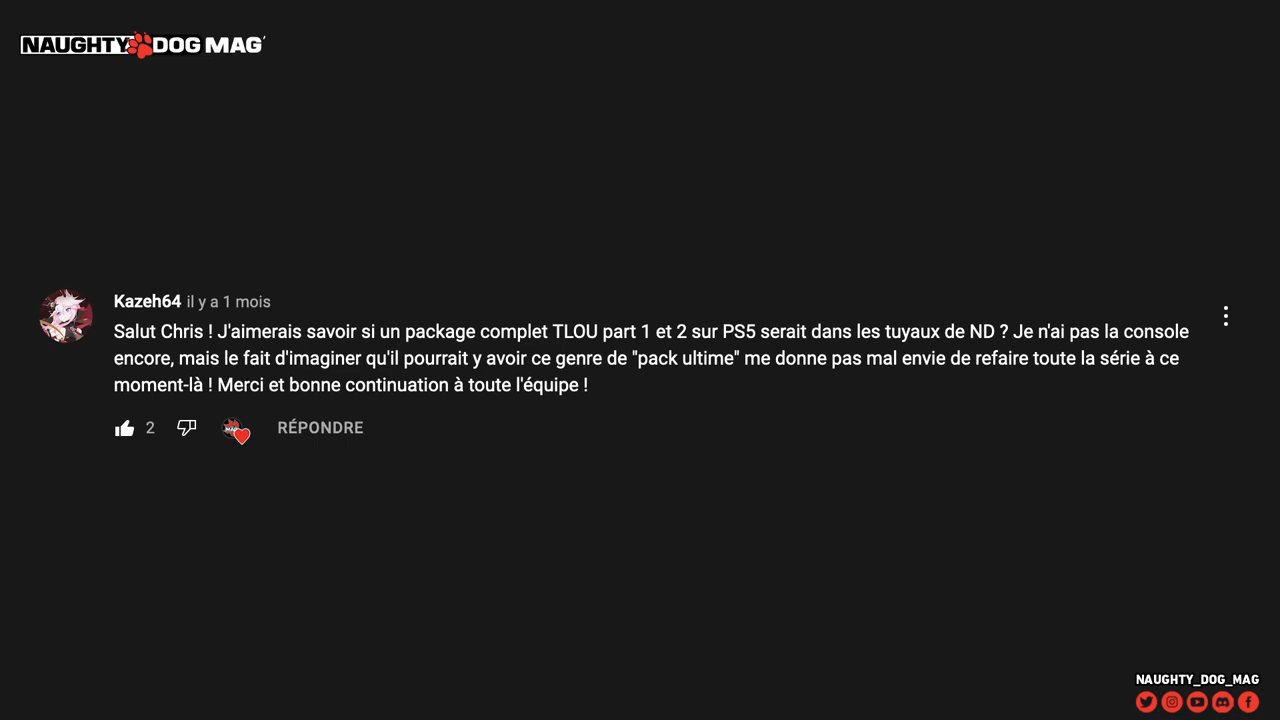 NAUGHTY DOG MAG'
Kazeh64 il y a 1 mois
Salut Chris ! J'aimerais savoir si un package complet TLOU part 1 et 2 sur PS5 serait dans les tuyaux de ND ? Je n'ai pas la console
encore, mais le fait d'imaginer qu'il pourrait y avoir ce genre de "pack ultime" me donne pas mal envie de refaire toute la série à ce
moment-là ! Merci et bonne continuation à toute l'équipe !
2 RÉPONDRE
NAUGHTY_DOG_MAG